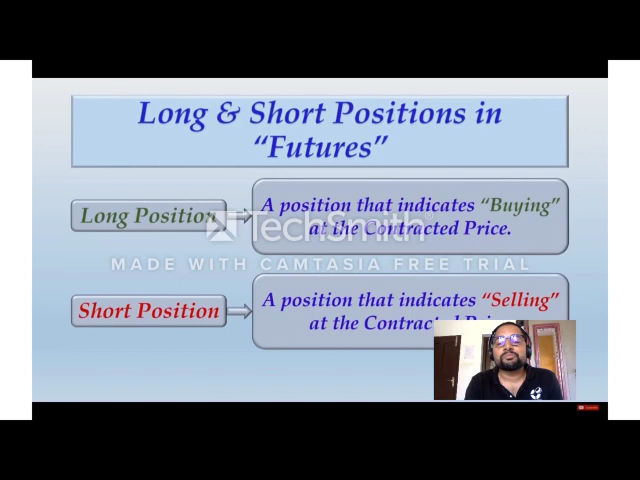 Long & Short Positions in
“Futures”
Long Position
A position that indicates “Buying”
at the Contracted Price.
TechSmith
MADE WITH CAMTASIA FREE TRIAL
Short Position
A position that indicates “Selling”
at the Contracted